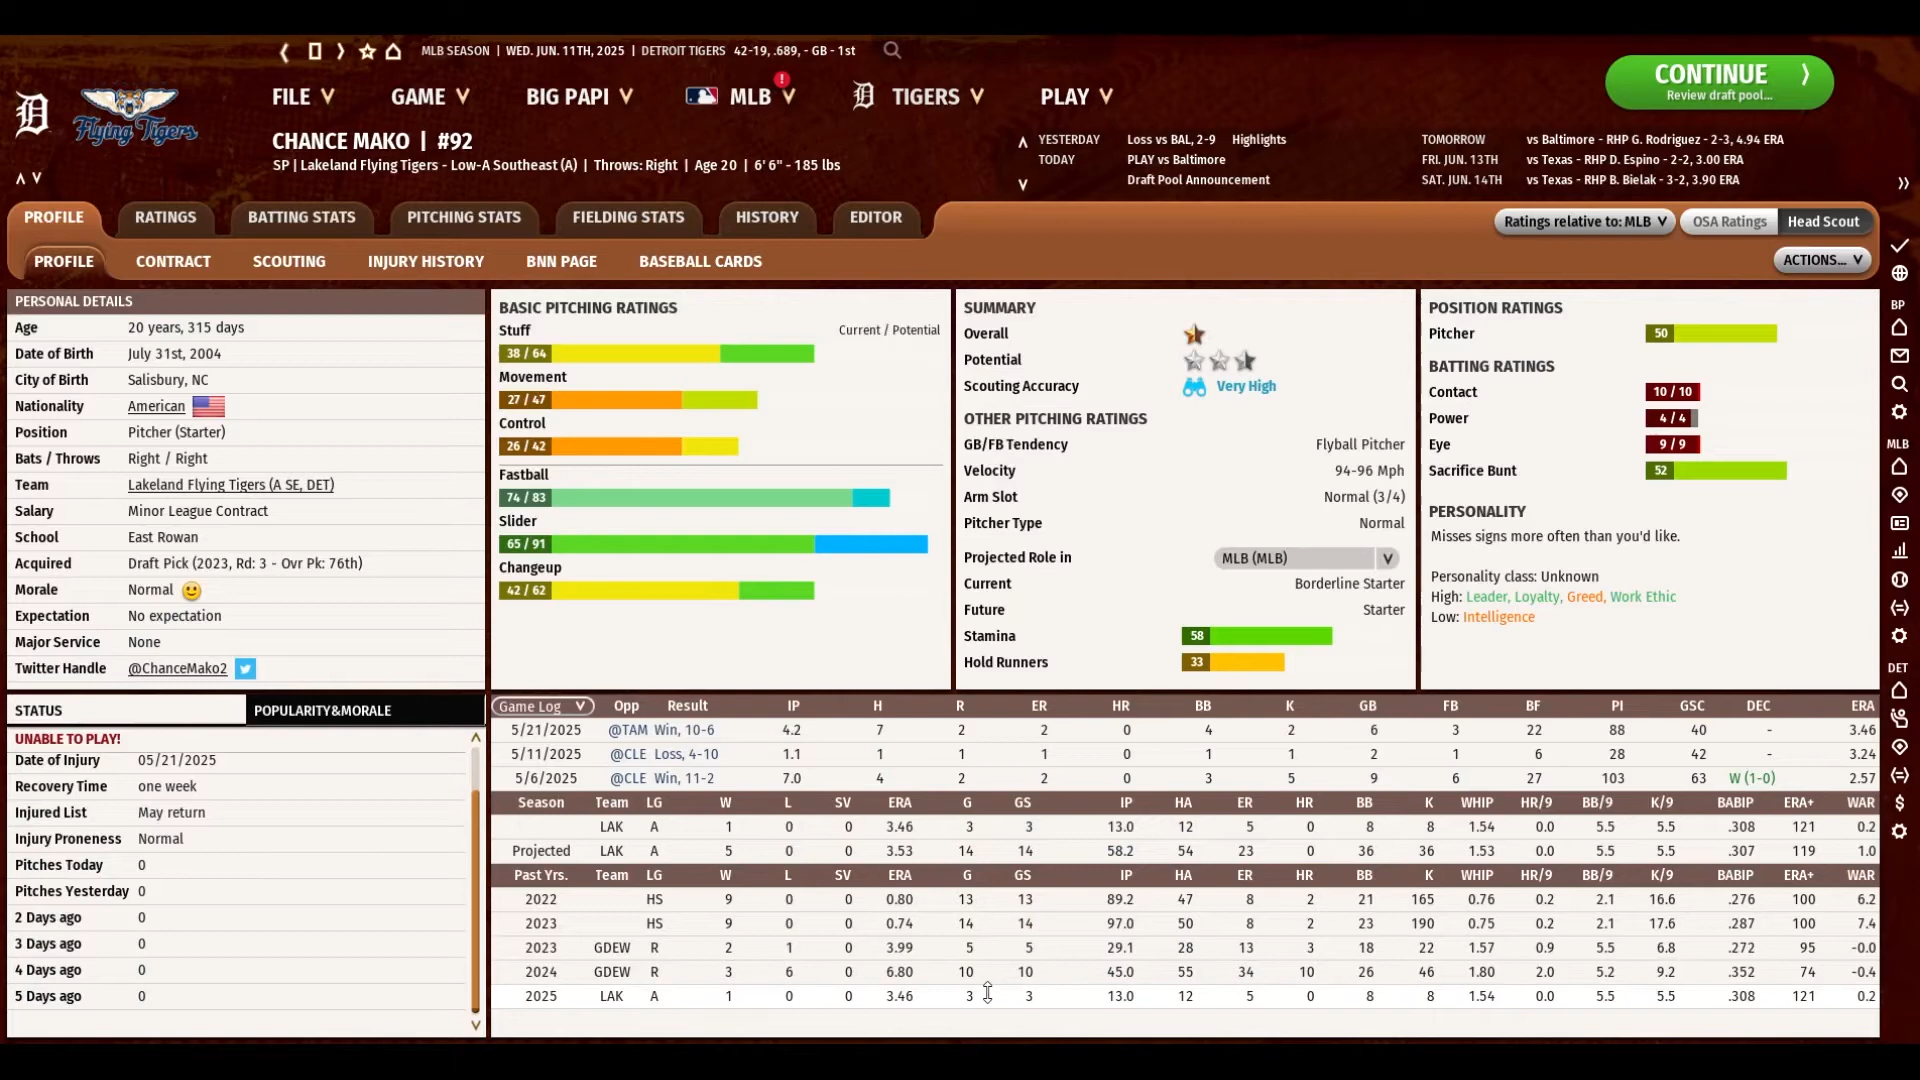 MLB SEASON | WED. JUN. 11TH, 2025 | DETROIT TIGERS 42-19, .689, - GB - 1st
FILE GAME BIG PAPI MLB ! TIGERS PLAY
CONTINUE
Review draft pool...
Flying Tigers
CHANCE MAKO | #92
SP | Lakeland Flying Tigers - Low-A Southeast (A) | Throws: Right | Age 20 | 6' 6" - 185 lbs
YESTERDAY Loss vs BAL, 2-9 Highlights
TODAY PLAY vs Baltimore
Draft Pool Announcement
TOMORROW vs Baltimore - RHP G. Rodriguez - 2-3, 4.94 ERA
FRI. JUN. 13TH vs Texas - RHP D. Espino - 2-2, 3.00 ERA
SAT. JUN. 14TH vs Texas - RHP B. Bielak - 3-2, 3.90 ERA
PROFILE RATINGS BATTING STATS PITCHING STATS FIELDING STATS HISTORY EDITOR
Ratings relative to: MLB OSA Ratings Head Scout
PROFILE CONTRACT SCOUTING INJURY HISTORY BNN PAGE BASEBALL CARDS
ACTIONS...
PERSONAL DETAILS
Age 20 years, 315 days
Date of Birth July 31st, 2004
City of Birth Salisbury, NC
Nationality American
Position Pitcher (Starter)
Bats / Throws Right / Right
Team Lakeland Flying Tigers (A SE, DET)
Salary Minor League Contract
School East Rowan
Acquired Draft Pick (2023, Rd: 3 - Ovr Pk: 76th)
Morale Normal
Expectation No expectation
Major Service None
Twitter Handle @ChanceMako2
BASIC PITCHING RATINGS
Stuff Current / Potential
38 / 64
Movement
27 / 47
Control
26 / 42
Fastball
74 / 83
Slider
65 / 91
Changeup
42 / 62
SUMMARY
Overall
Potential
Scouting Accuracy Very High
OTHER PITCHING RATINGS
GB/FB Tendency Flyball Pitcher
Velocity 94-96 Mph
Arm Slot Normal (3/4)
Pitcher Type Normal
Projected Role in MLB (MLB)
Current Borderline Starter
Future Starter
Stamina 58
Hold Runners 33
POSITION RATINGS
Pitcher 50
BATTING RATINGS
Contact 10 / 10
Power 4 / 4
Eye 9 / 9
Sacrifice Bunt 52
PERSONALITY
Misses signs more often than you'd like.
Personality class: Unknown
High: Leader, Loyalty, Greed, Work Ethic
Low: Intelligence
BP
MLB
DET
STATUS POPULARITY&MORALE
UNABLE TO PLAY!
Date of Injury 05/21/2025
Recovery Time one week
Injured List May return
Injury Proneness Normal
Pitches Today 0
Pitches Yesterday 0
2 Days ago 0
3 Days ago 0
4 Days ago 0
5 Days ago 0
Game Log Opp Result IP H R ER HR BB K GB FB BF PI GSC DEC ERA
5/21/2025 @TAM Win, 10-6 4.2 7 2 2 0 4 2 6 3 22 88 40 - 3.46
5/11/2025 @CLE Loss, 4-10 1.1 1 1 1 0 1 1 2 1 6 28 42 - 3.24
5/6/2025 @CLE Win, 11-2 7.0 4 2 2 0 3 5 9 6 27 103 63 W (1-0) 2.57
Season Team LG W L SV ERA G GS IP HA ER HR BB K WHIP HR/9 BB/9 K/9 BABIP ERA+ WAR
LAK A 1 0 0 3.46 3 3 13.0 12 5 0 8 8 1.54 0.0 5.5 5.5 .308 121 0.2
Projected LAK A 5 0 0 3.53 14 14 58.2 54 23 0 36 36 1.53 0.0 5.5 5.5 .307 119 1.0
Past Yrs. Team LG W L SV ERA G GS IP HA ER HR BB K WHIP HR/9 BB/9 K/9 BABIP ERA+ WAR
2022 HS 9 0 0 0.80 13 13 89.2 47 8 2 21 165 0.76 0.2 2.1 16.6 .276 100 6.2
2023 HS 9 0 0 0.74 14 14 97.0 50 8 2 23 190 0.75 0.2 2.1 17.6 .287 100 7.4
2023 GDEW R 2 1 0 3.99 5 5 29.1 28 13 3 18 22 1.57 0.9 5.5 6.8 .272 95 -0.0
2024 GDEW R 3 6 0 6.80 10 10 45.0 55 34 10 26 46 1.80 2.0 5.2 9.2 .352 74 -0.4
2025 LAK A 1 0 0 3.46 3 3 13.0 12 5 0 8 8 1.54 0.0 5.5 5.5 .308 121 0.2